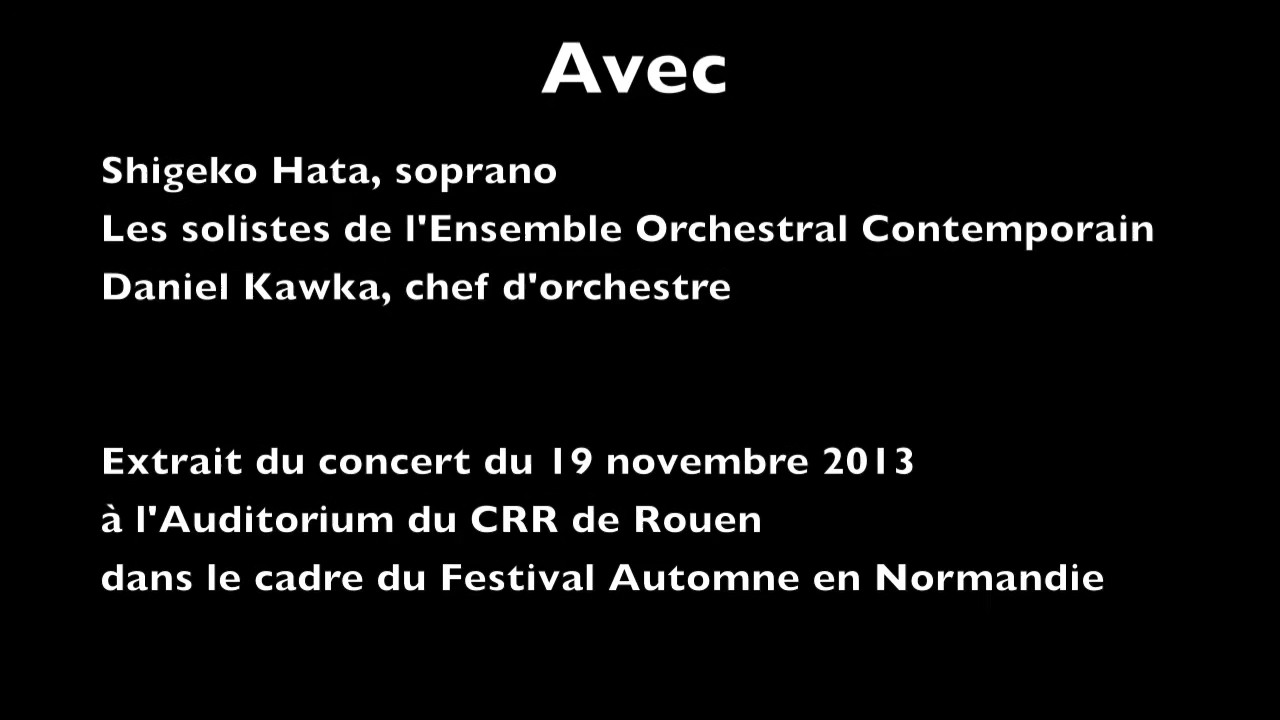 Avec
Shigeko Hata, soprano
Les solistes de l'Ensemble Orchestral Contemporain
Daniel Kawka, chef d'orchestre
Extrait du concert du 19 novembre 2013
à l'Auditorium du CRR de Rouen
dans le cadre du Festival Automne en Normandie